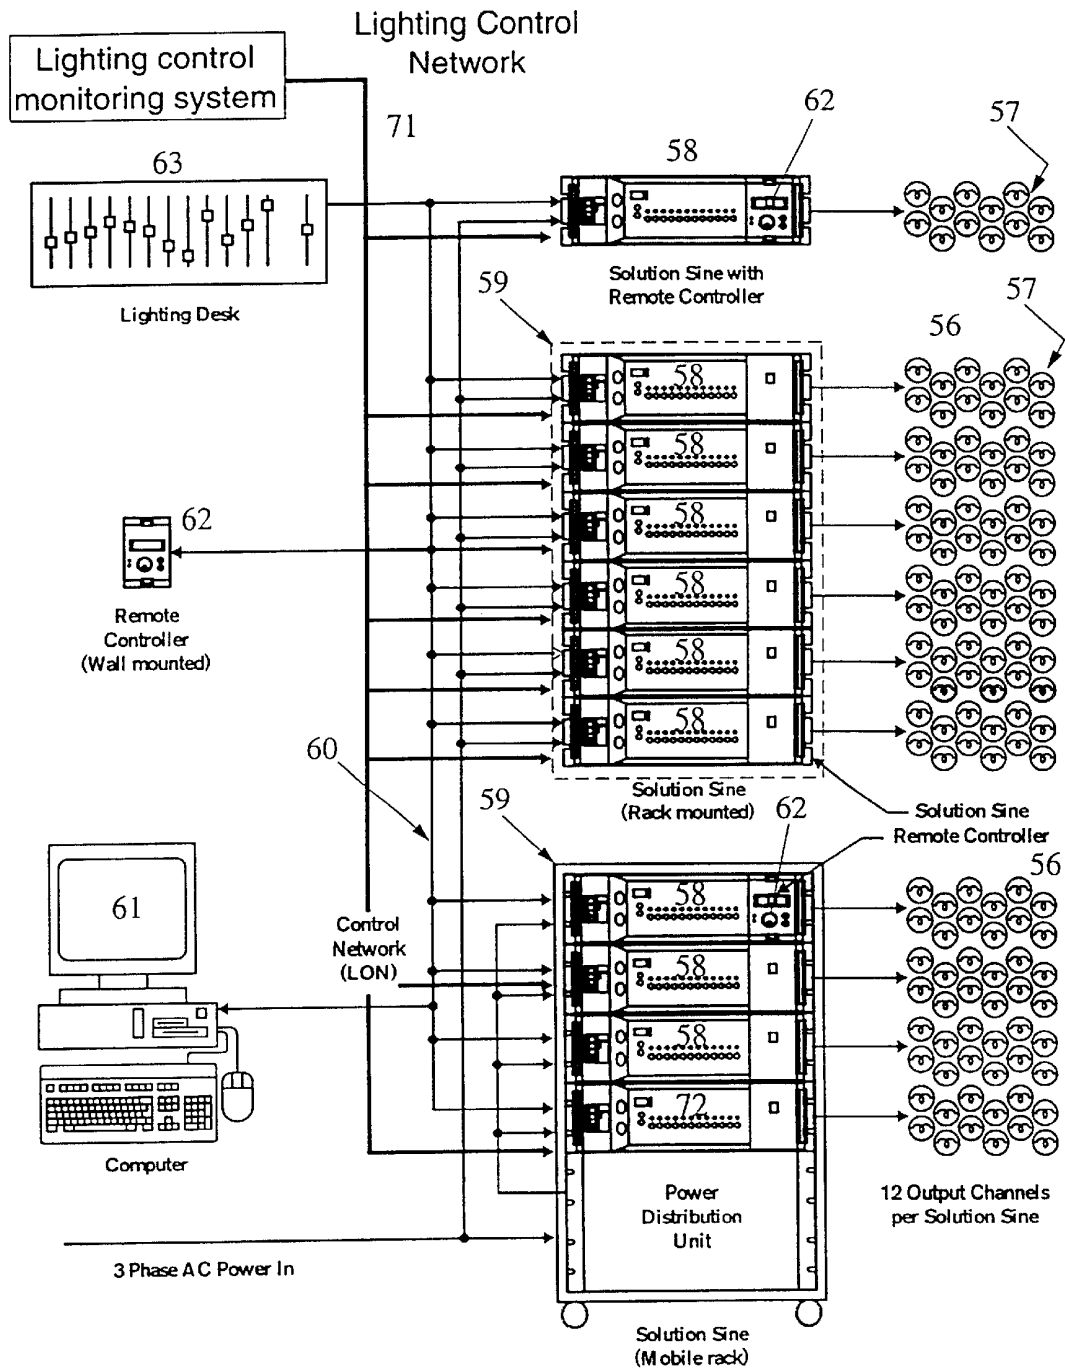 Lighting Control
Network
Lighting control
monitoring system
71
62
57
58
63
Lighting Desk
Solution Sine with
Remote Controller
59
57
56
58
58
58
58
58
58
62
Remote
Controller
(Wall mounted)
60
Solution Sine
(Rack mounted)
Solution Sine
Remote Controller
59
62
56
61
58
Control
Network
(LON)
58
58
72
Computer
Power
Distribution
Unit
12 Output Channels
per Solution Sine
3 Phase AC Power In
Solution Sine
(Mobile rack)